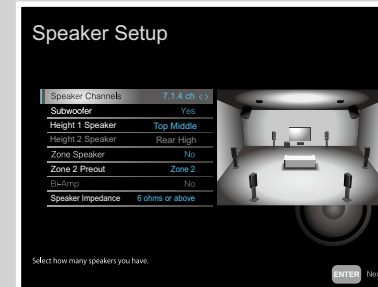 Speaker Setup
Speaker Channels 7.1.4 ch <>
Subwoofer Yes
Height 1 Speaker Top Middle
Height 2 Speaker Rear High
Zone Speaker No
Zone 2 Preout Zone 2
Bi-Amp No
Speaker Impedance 6 ohms or above
Select how many speakers you have.
ENTER